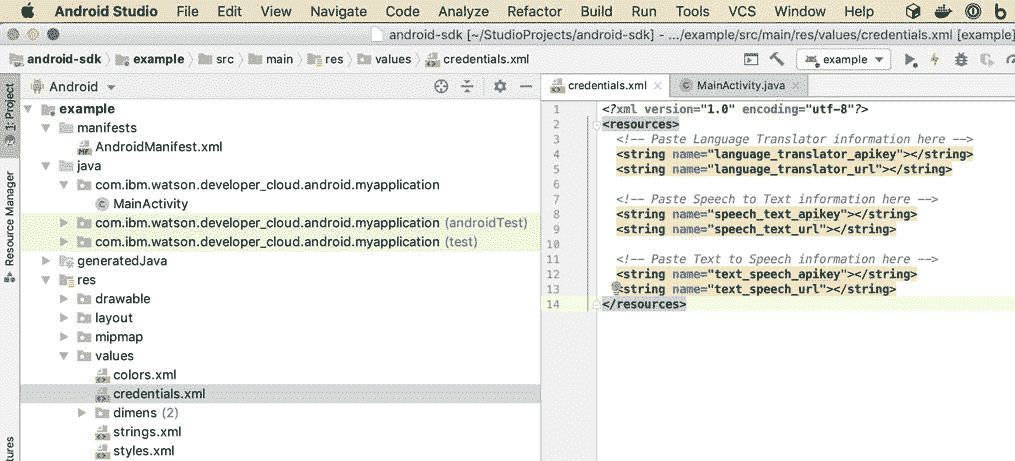 Android Studio File Edit View Navigate Code Analyze Refactor Build Run Tools VCS Window Help
android-sdk [~/StudioProjects/android-sdk] - .../example/src/main/res/values/credentials.xml [example]
android-sdk example src main res values credentials.xml example
1: Project
Resource Manager
Android
example
manifests
AndroidManifest.xml
java
com.ibm.watson.developer_cloud.android.myapplication
MainActivity
com.ibm.watson.developer_cloud.android.myapplication (androidTest)
com.ibm.watson.developer_cloud.android.myapplication (test)
generatedJava
res
drawable
layout
mipmap
values
colors.xml
credentials.xml
dimens (2)
strings.xml
styles.xml
credentials.xml MainActivity.java
1 <?xml version="1.0" encoding="utf-8"?>
2 <resources>
3 <!-- Paste Language Translator information here -->
4 <string name="language_translator_apikey"></string>
5 <string name="language_translator_url"></string>
6
7 <!-- Paste Speech to Text information here -->
8 <string name="speech_text_apikey"></string>
9 <string name="speech_text_url"></string>
10
11 <!-- Paste Text to Speech information here -->
12 <string name="text_speech_apikey"></string>
13 <string name="text_speech_url"></string>
14 </resources>